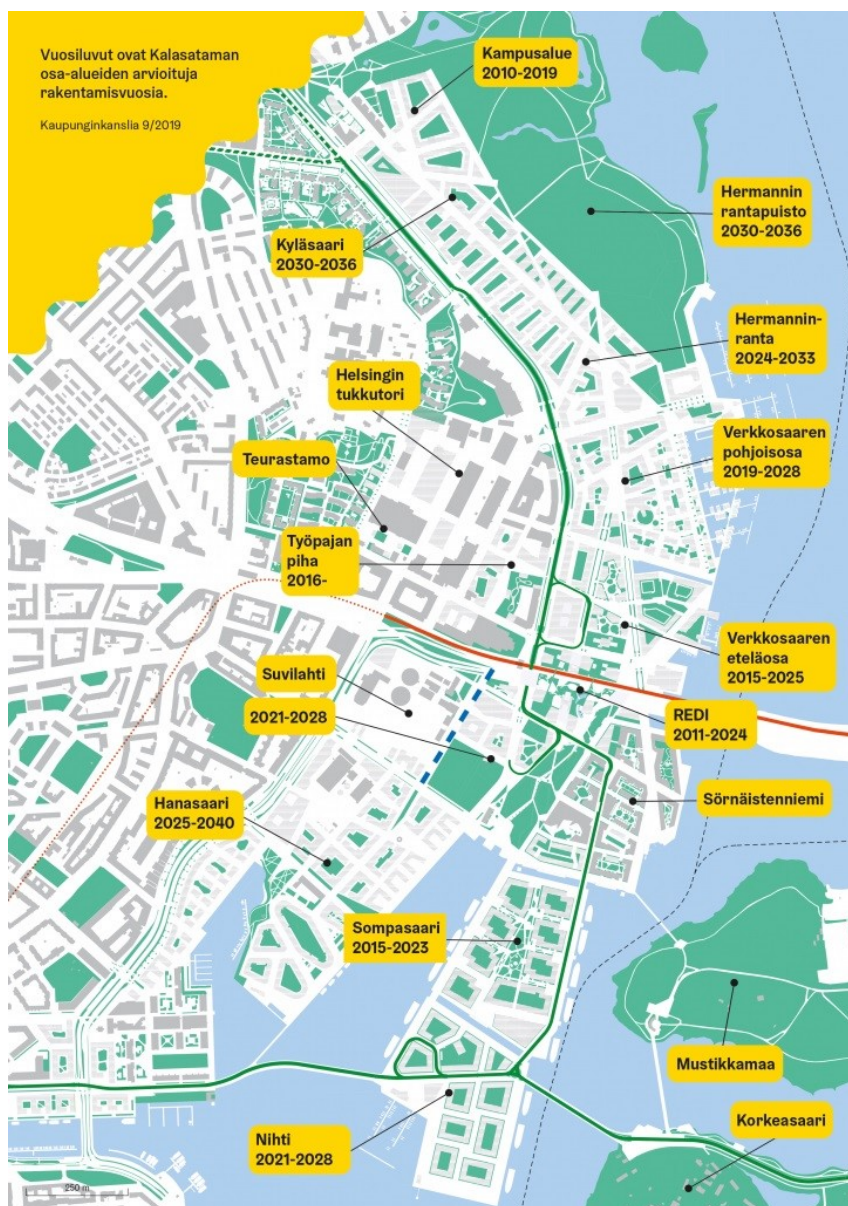 Vuosiluvut ovat Kalasataman
osa-alueiden arvioituja
rakentamisvuosia.
Kaupunginkanslia 9/2019
Kampusalue
2010-2019
Hermannin
rantapuisto
2030-2036
Kyläsaari
2030-2036
Hermannin-
ranta
2024-2033
Helsingin
tukkutori
Verkkosaaren
pohjoisosa
2019-2028
Teurastamo
Työpajan
piha
2016-
Verkkosaaren
eteläosa
2015-2025
Suvilahti
2021-2028
REDI
2011-2024
Hanasaari
2025-2040
Sörnäistenniemi
Sompasaari
2015-2023
Mustikkamaa
Korkeasaari
Nihti
2021-2028
250 m